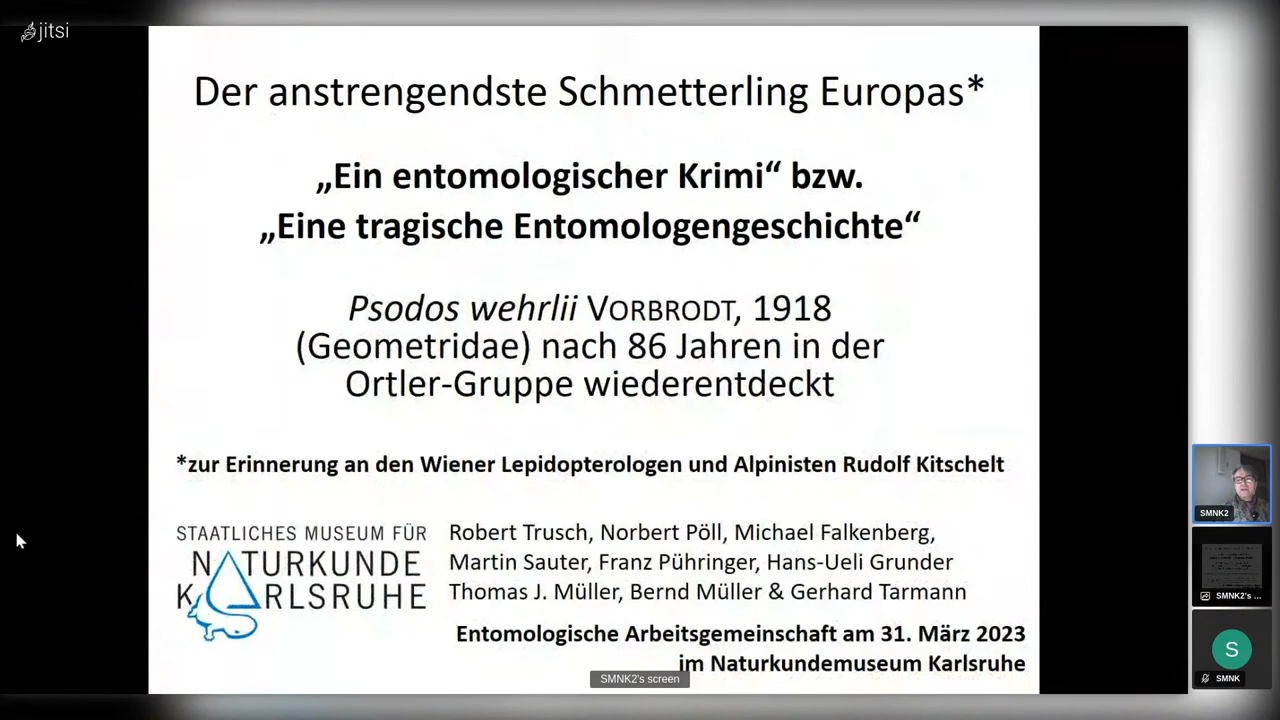 jitsi
Der anstrengendste Schmetterling Europas*
„Ein entomologischer Krimi“ bzw.
„Eine tragische Entomologengeschichte“
Psodos wehrlii VORBRODT, 1918
(Geometridae) nach 86 Jahren in der
Ortler-Gruppe wiederentdeckt
*zur Erinnerung an den Wiener Lepidopterologen und Alpinisten Rudolf Kitschelt
STAATLICHES MUSEUM FÜR
NATURKUNDE
KARLSRUHE
Robert Trusch, Norbert Pöll, Michael Falkenberg,
Martin Sauter, Franz Pühringer, Hans-Ueli Grunder
Thomas J. Müller, Bernd Müller & Gerhard Tarmann
Entomologische Arbeitsgemeinschaft am 31. März 2023
im Naturkundemuseum Karlsruhe
SMNK2's screen
SMNK2
SMNK2's ...
S
SMNK